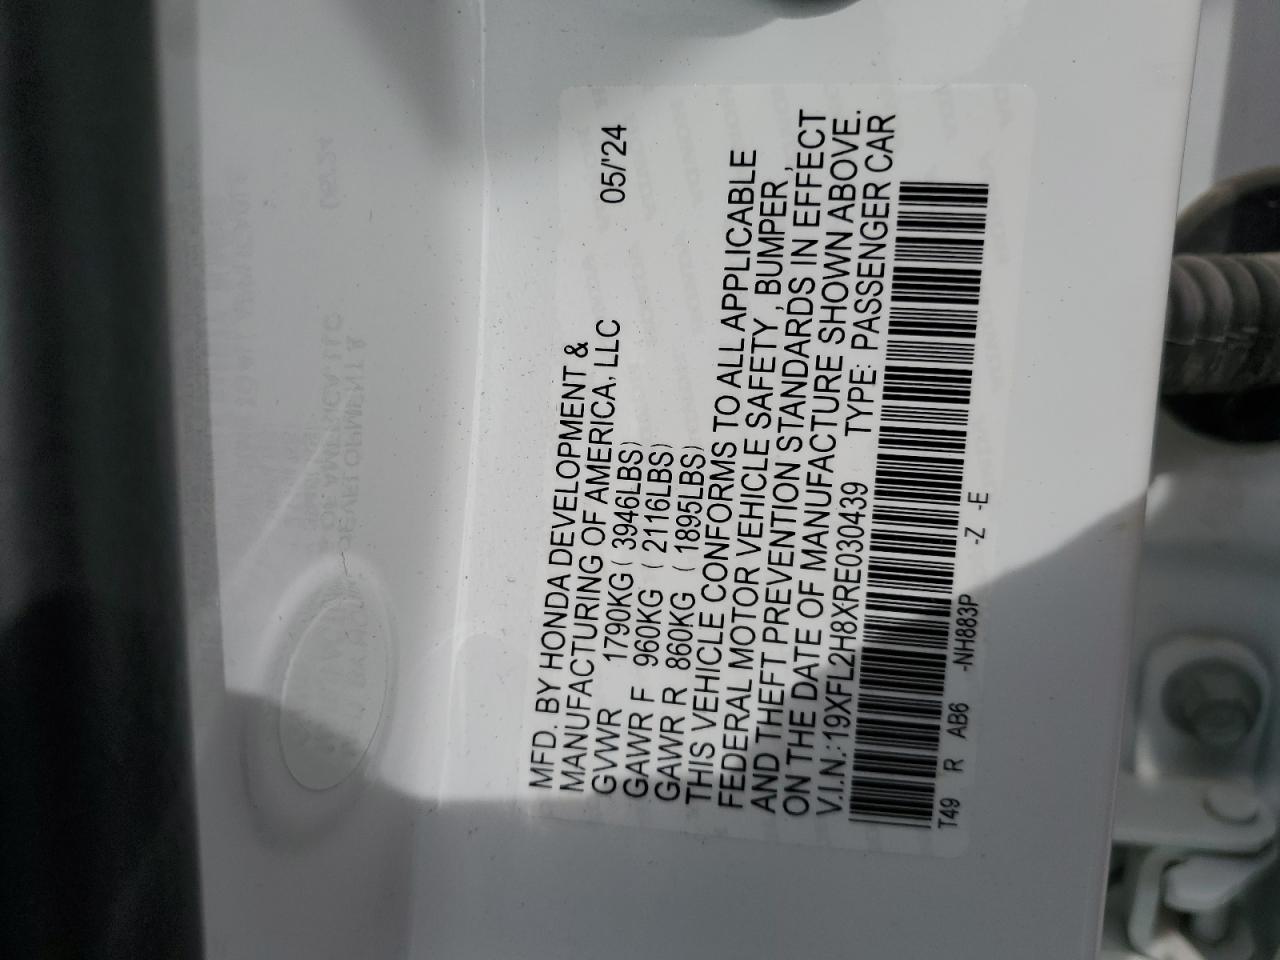 MFD. BY HONDA DEVELOPMENT &
MANUFACTURING OF AMERICA, LLC
GVWR 1790KG ( 3946LBS) 05/'24
GAWR F 960KG ( 2116LBS)
GAWR R 860KG ( 1895LBS)
THIS VEHICLE CONFORMS TO ALL APPLICABLE
FEDERAL MOTOR VEHICLE SAFETY , BUMPER ,
AND THEFT PREVENTION STANDARDS IN EFFECT
ON THE DATE OF MANUFACTURE SHOWN ABOVE.
V.I.N.: 19XFL2H8XRE030439 TYPE: PASSENGER CAR
T49 R AB6 -NH883P -Z -E